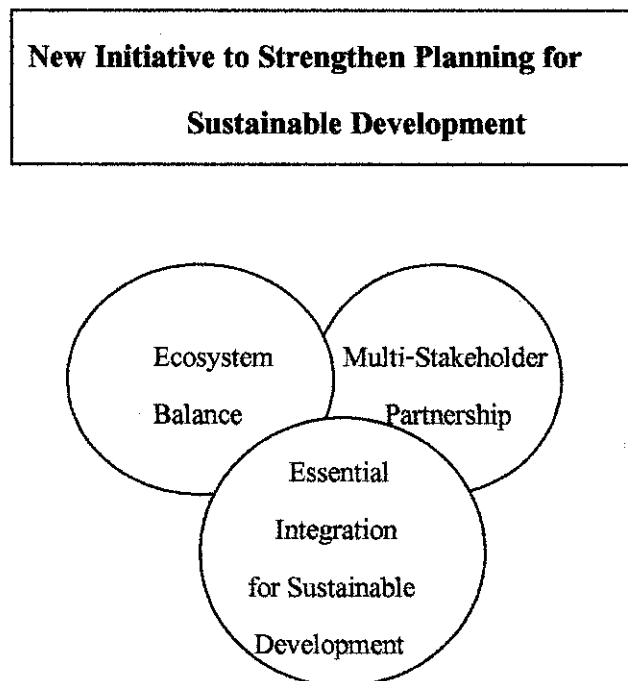 New Initiative to Strengthen Planning for
Sustainable Development
Ecosystem
Balance
Multi-Stakeholder
Partnership
Essential
Integration
for Sustainable
Development